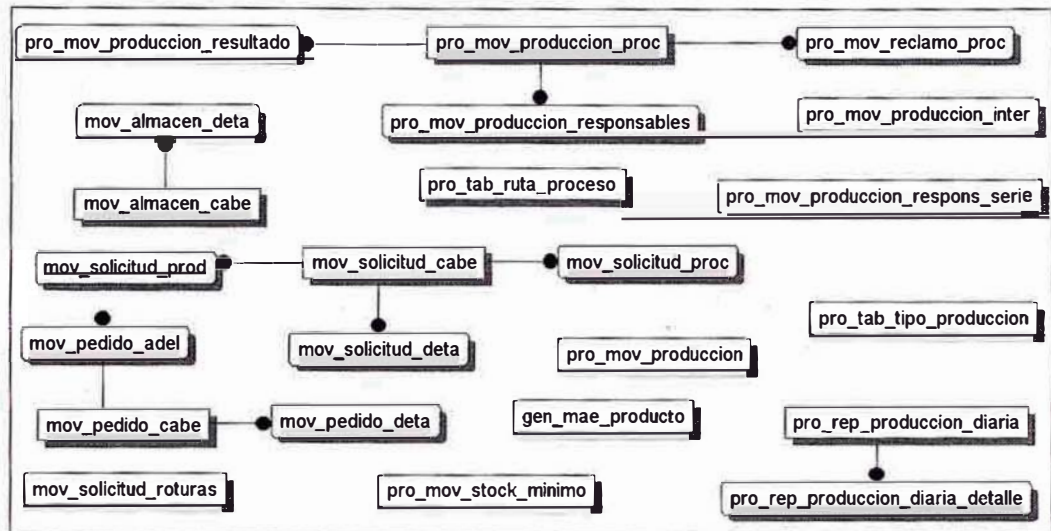 pro_mov_produccion_resultado
pro_mov_produccion_proc
pro_mov_reclamo_proc
mov_almacen_deta
pro_mov_produccion_responsables
pro_mov_produccion_inter
mov_almacen_cabe
pro_tab_ruta_proceso
pro_mov_produccion_respons_serie
mov_solicitud_prod
mov_solicitud_cabe
mov_solicitud_proc
mov_pedido_adel
mov_solicitud_deta
pro_mov_produccion
pro_tab_tipo_produccion
mov_pedido_cabe
mov_pedido_deta
gen_mae_producto
pro_rep_produccion_diaria
mov_solicitud_roturas
pro_mov_stock_minimo
pro_rep_produccion_diaria_detalle